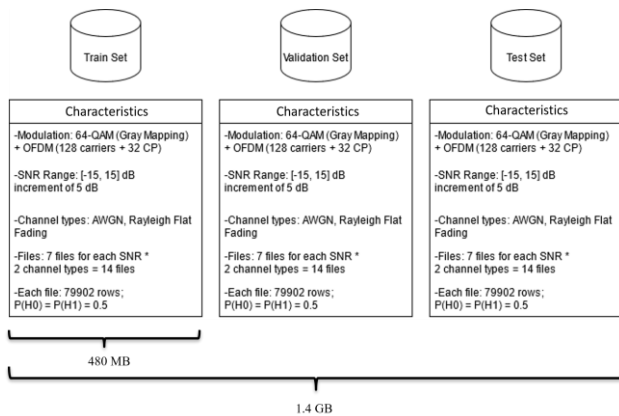 Train Set
Validation Set
Test Set
Characteristics
-Modulation: 64-QAM (Gray Mapping)
+ OFDM (128 carriers + 32 CP)
-SNR Range: [-15, 15] dB
increment of 5 dB
-Channel types: AWGN, Rayleigh Flat
Fading
-Files: 7 files for each SNR *
2 channel types = 14 files
-Each file: 79902 rows;
P(H0) = P(H1) = 0.5
Characteristics
-Modulation: 64-QAM (Gray Mapping)
+ OFDM (128 carriers + 32 CP)
-SNR Range: [-15, 15] dB
increment of 5 dB
-Channel types: AWGN, Rayleigh Flat
Fading
-Files: 7 files for each SNR *
2 channel types = 14 files
-Each file: 79902 rows;
P(H0) = P(H1) = 0.5
Characteristics
-Modulation: 64-QAM (Gray Mapping)
+ OFDM (128 carriers + 32 CP)
-SNR Range: [-15, 15] dB
increment of 5 dB
-Channel types: AWGN, Rayleigh Flat
Fading
-Files: 7 files for each SNR *
2 channel types = 14 files
-Each file: 79902 rows;
P(H0) = P(H1) = 0.5
480 MB
1.4 GB